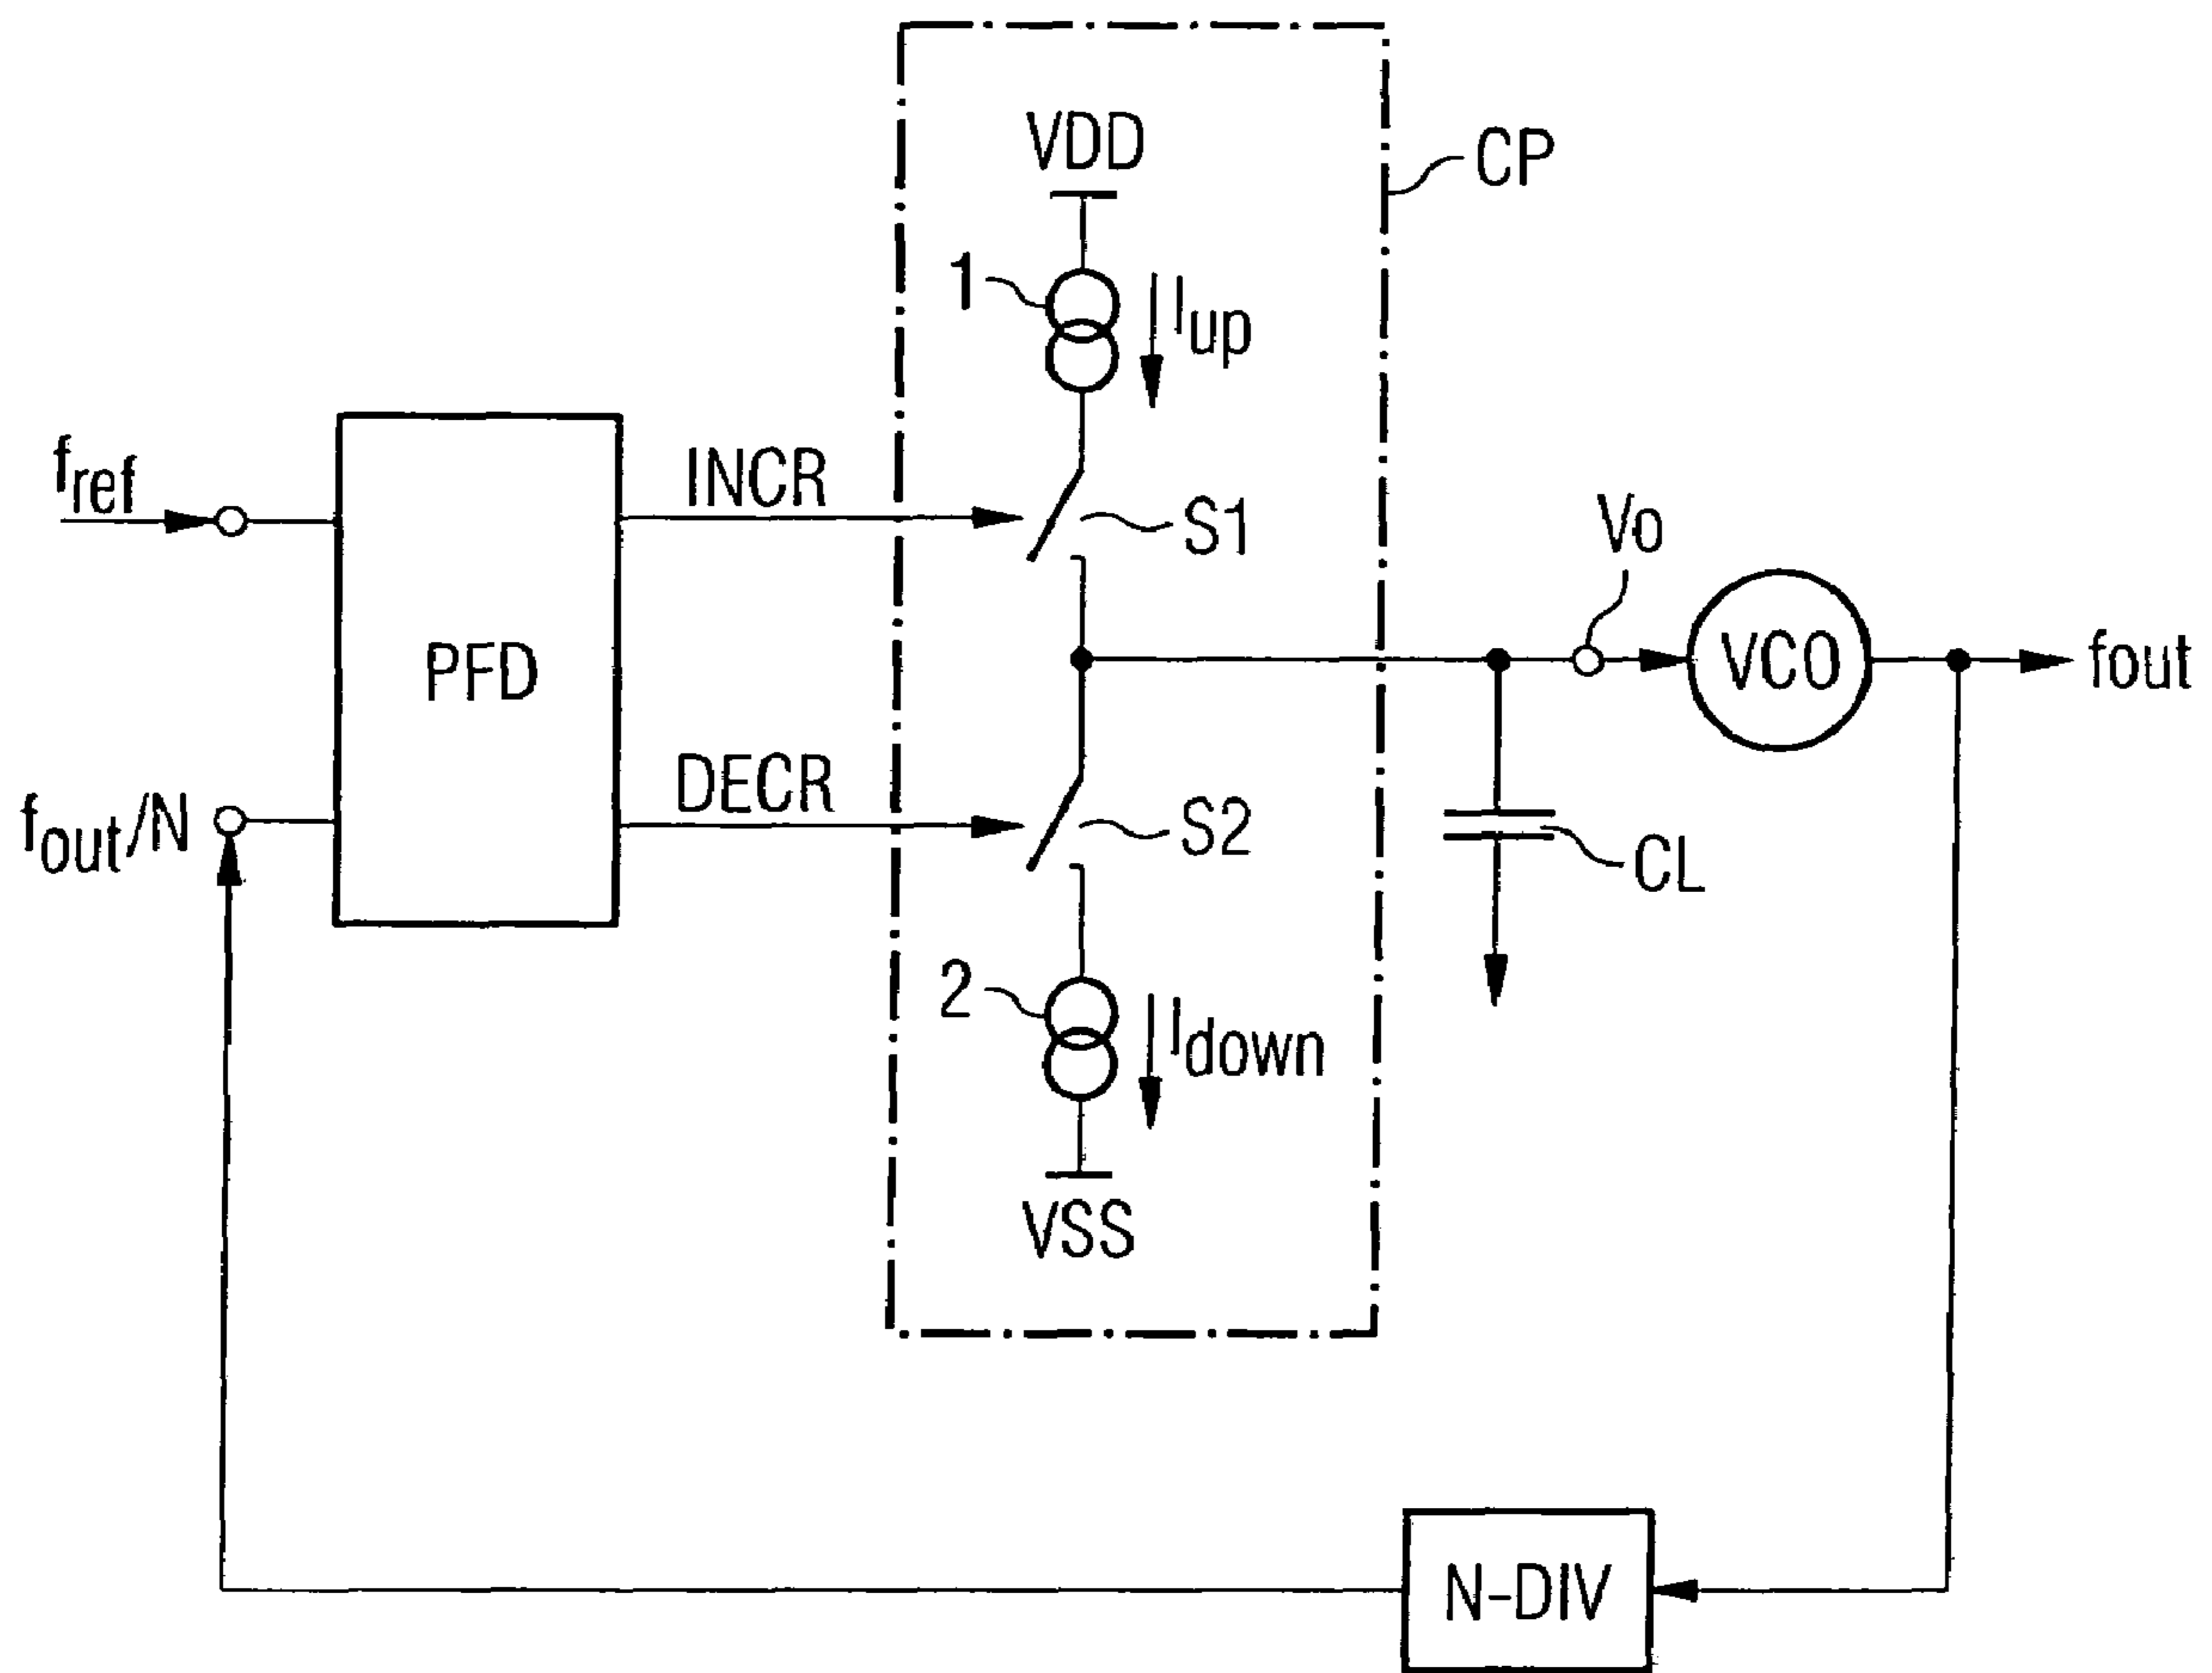 VDD
CP
1
Iup
fref
INCR
S1
Vo
PFD
VCO
fout
DECR
fout/N
S2
CL
2
Idown
VSS
N-DIV